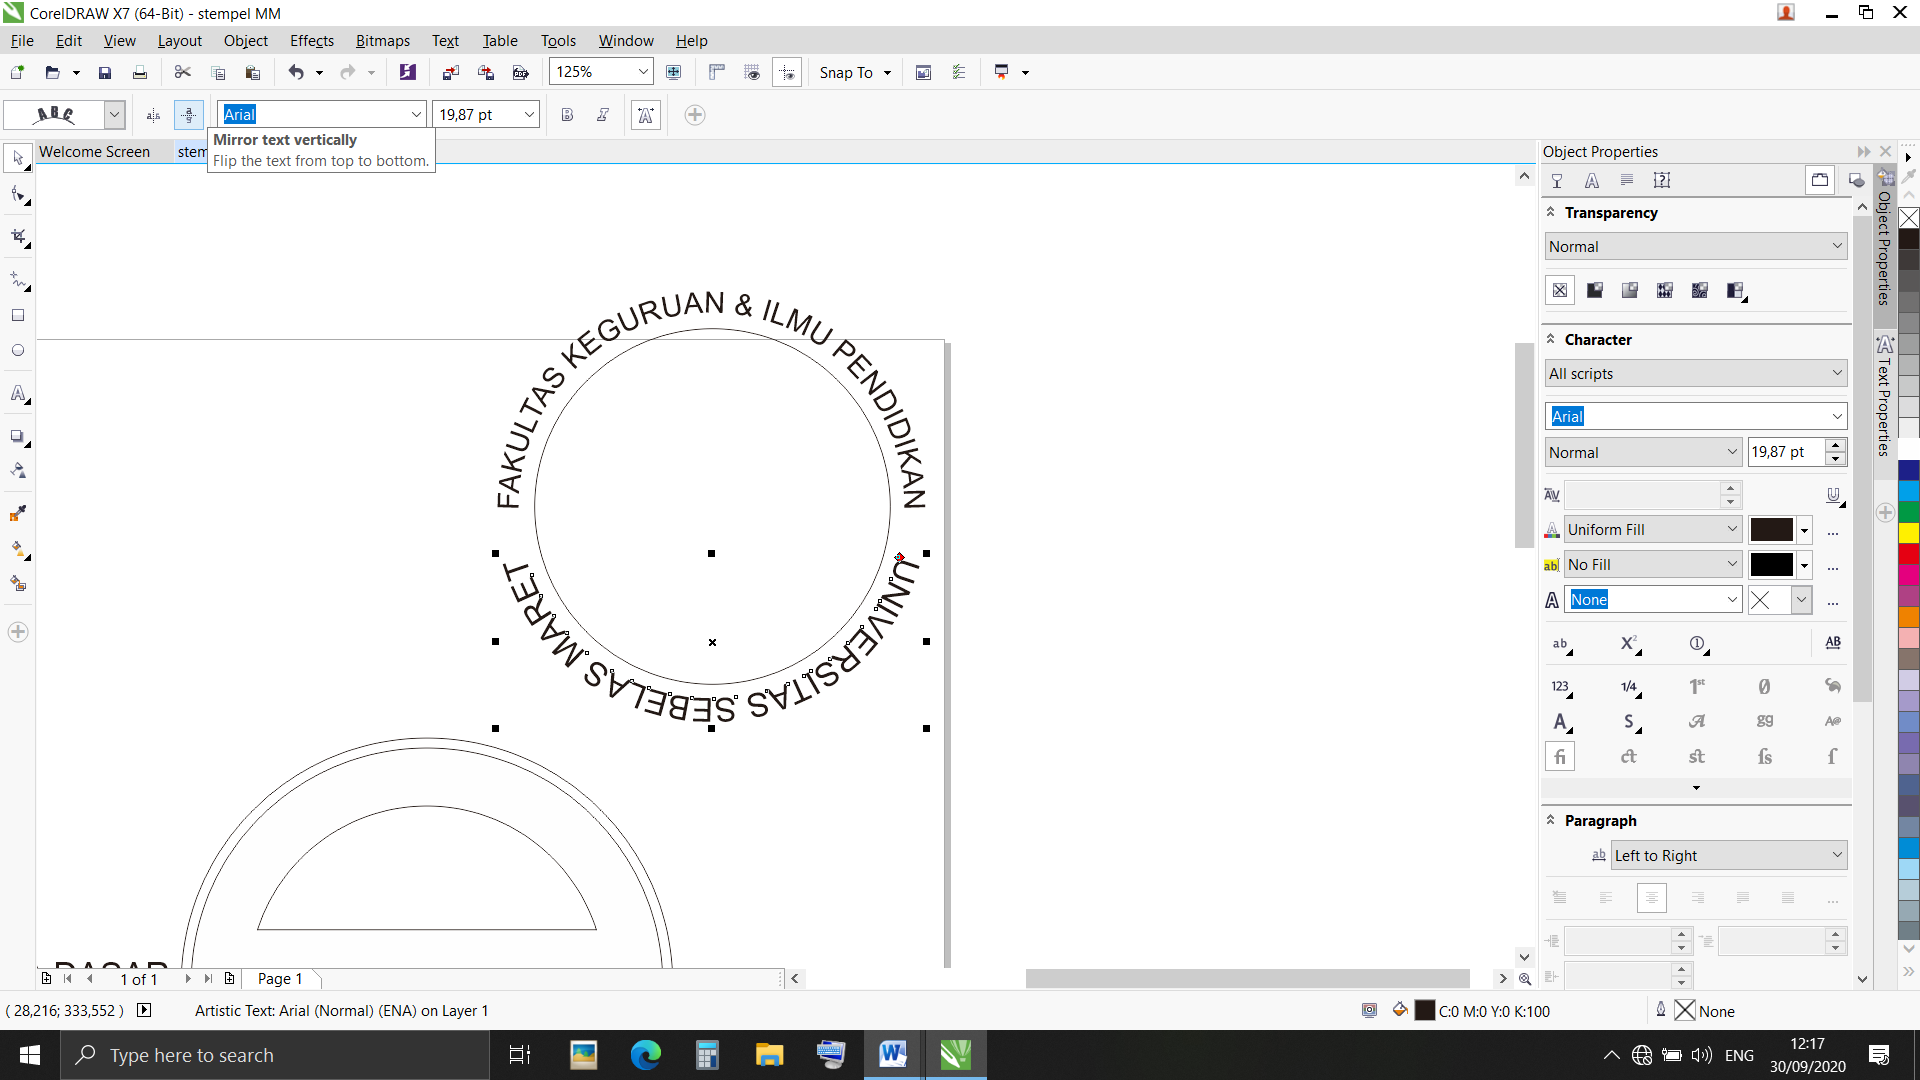 CorelDRAW X7 (64-Bit) - stempel MM
File Edit View Layout Object Effects Bitmaps Text Table Tools Window Help
125% Snap To
ABC Arial 19,87 pt B I
Mirror text vertically
Flip the text from top to bottom.
Welcome Screen stem
Object Properties
Transparency
Normal
Character
All scripts
Arial
Normal 19,87 pt
Uniform Fill
No Fill
None
Paragraph
Left to Right
Object Properties
Text Properties
FAKULTAS KEGURUAN & ILMU PENDIDIKAN
UNIVERSITAS SEBELAS MARET
DASAR
1 of 1 Page 1
( 28,216; 333,552 ) Artistic Text: Arial (Normal) (ENA) on Layer 1 C:0 M:0 Y:0 K:100 None
Type here to search
ENG
12:17
30/09/2020